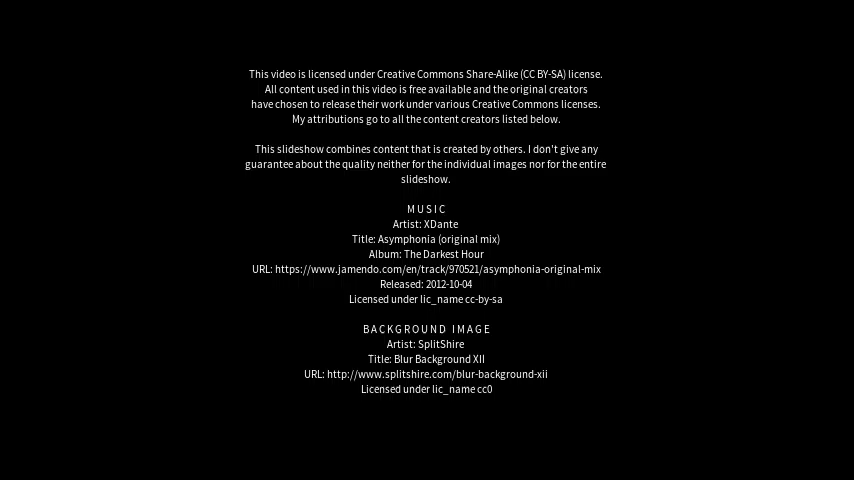 This video is licensed under Creative Commons Share-Alike (CC BY-SA) license.
All content used in this video is free available and the original creators
have chosen to release their work under various Creative Commons licenses.
My attributions go to all the content creators listed below.
This slideshow combines content that is created by others. I don't give any
guarantee about the quality neither for the individual images nor for the entire
slideshow.
MUSIC
Artist: XDante
Title: Asymphonia (original mix)
Album: The Darkest Hour
URL: https://www.jamendo.com/en/track/970521/asymphonia-original-mix
Released: 2012-10-04
Licensed under lic_name cc-by-sa
BACKGROUND IMAGE
Artist: SplitShire
Title: Blur Background XII
URL: http://www.splitshire.com/blur-background-xii
Licensed under lic_name cc0